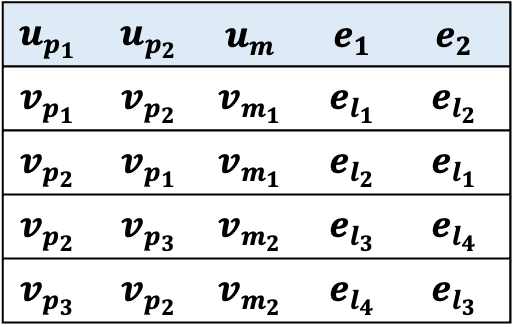 u_{p_1} u_{p_2} u_m e_1 e_2
v_{p_1} v_{p_2} v_{m_1} e_{l_1} e_{l_2}
v_{p_2} v_{p_1} v_{m_1} e_{l_2} e_{l_1}
v_{p_2} v_{p_3} v_{m_2} e_{l_3} e_{l_4}
v_{p_3} v_{p_2} v_{m_2} e_{l_4} e_{l_3}